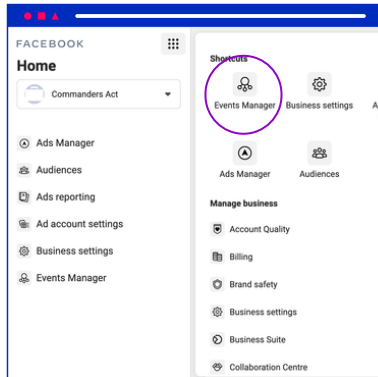 FACEBOOK
Home
Commanders Act
Ads Manager
Audiences
Ads reporting
Ad account settings
Business settings
Events Manager
Shortcuts
Events Manager Business settings A
Ads Manager Audiences
Manage business
Account Quality
Billing
Brand safety
Business settings
Business Suite
Collaboration Centre